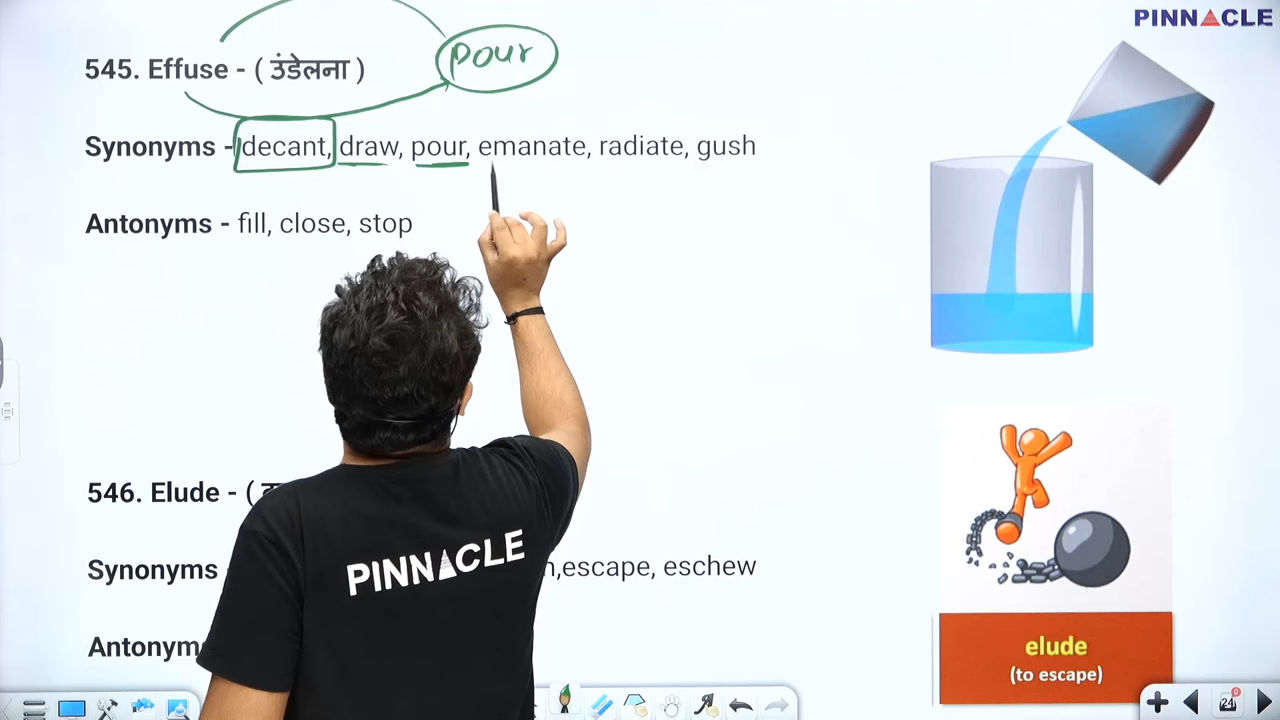 PINNACLE
pour
545. Effuse - ( उंडेलना )
Synonyms - decant, draw, pour, emanate, radiate, gush
Antonyms - fill, close, stop
546. Elude - (
Synonyms ,escape, eschew
PINNACLE
elude
(to escape)
24